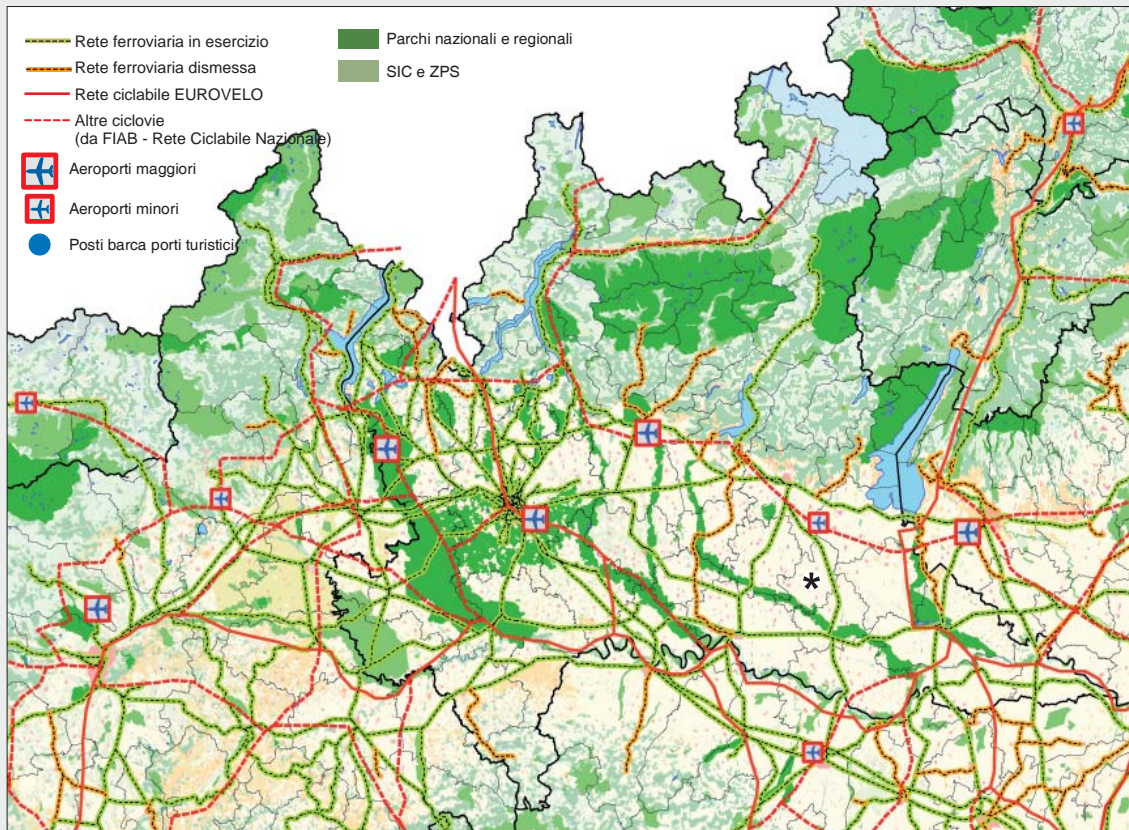 Rete ferroviaria in esercizio
Rete ferroviaria dismessa
Rete ciclabile EUROVELO
Altre ciclovie
(da FIAB - Rete Ciclabile Nazionale)
Aeroporti maggiori
Aeroporti minori
Posti barca porti turistici
Parchi nazionali e regionali
SIC e ZPS
*